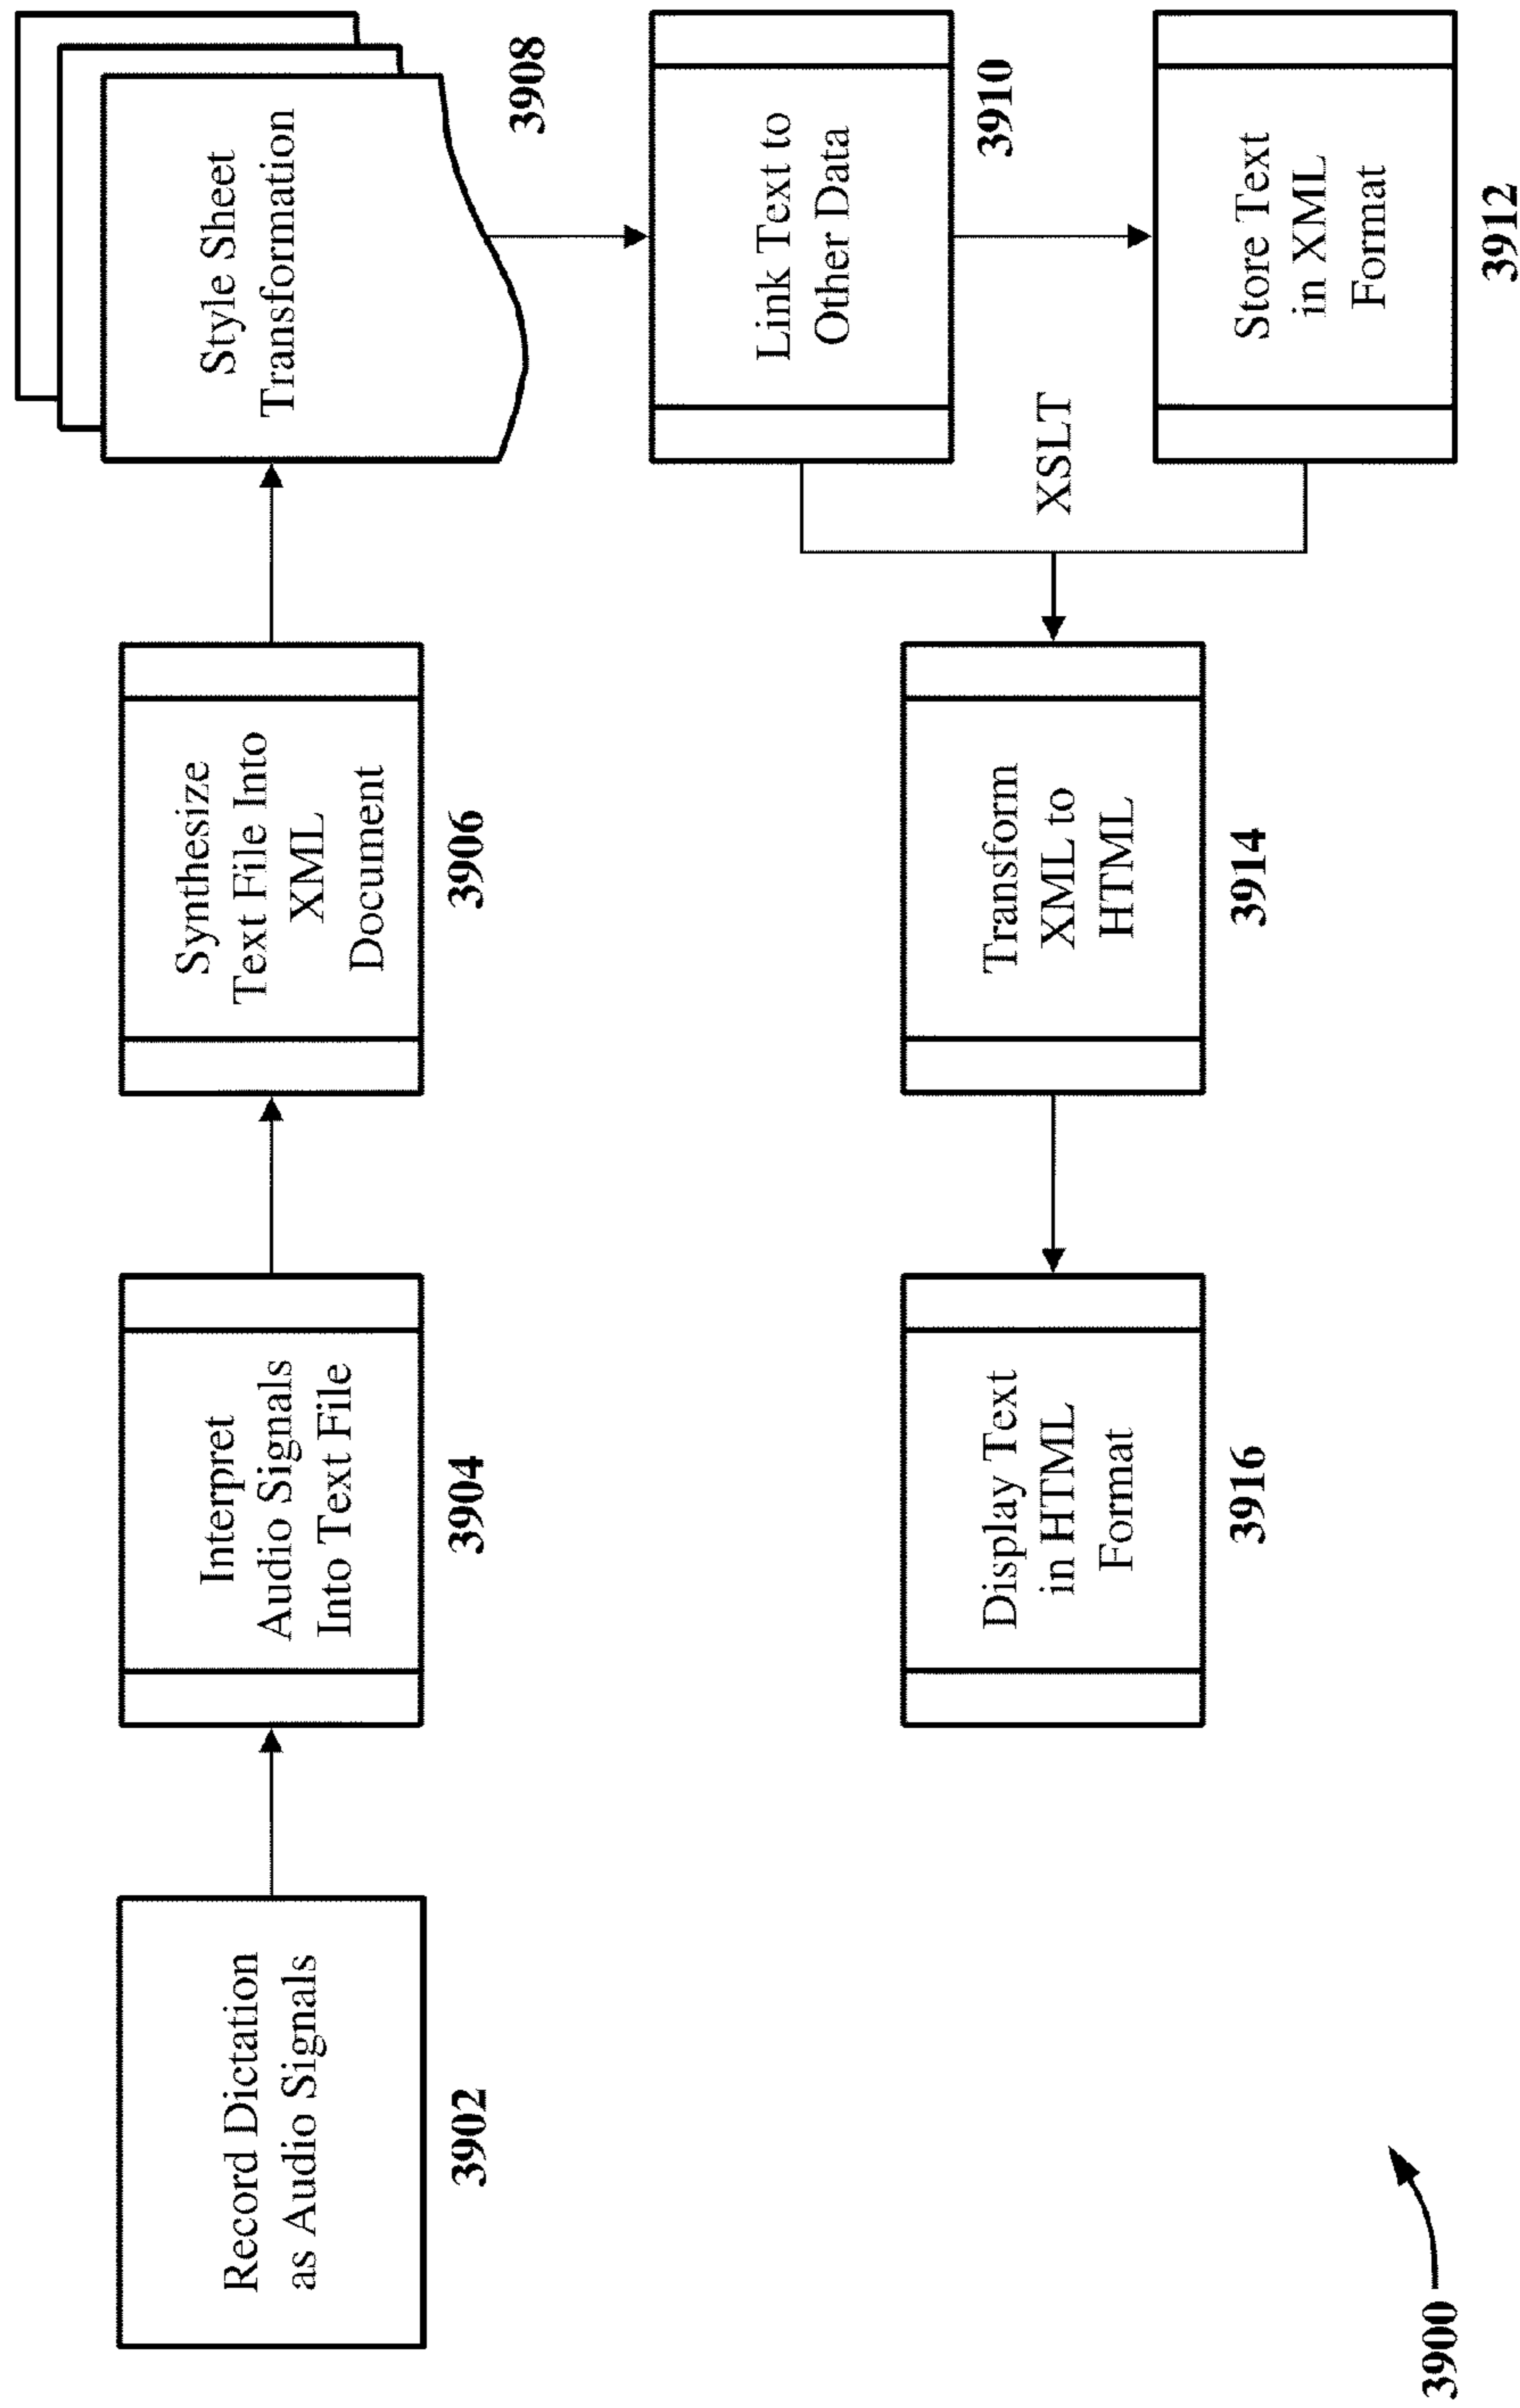 Record Dictation
as Audio Signals
3902
Interpret
Audio Signals
Into Text File
3904
Synthesize
Text File Into
XML
Document
3906
Style Sheet
Transformation
3908
Link Text to
Other Data
3910
Store Text
in XML
Format
3912
XSLT
Transform
XML to
HTML
3914
Display Text
in HTML
Format
3916
3900